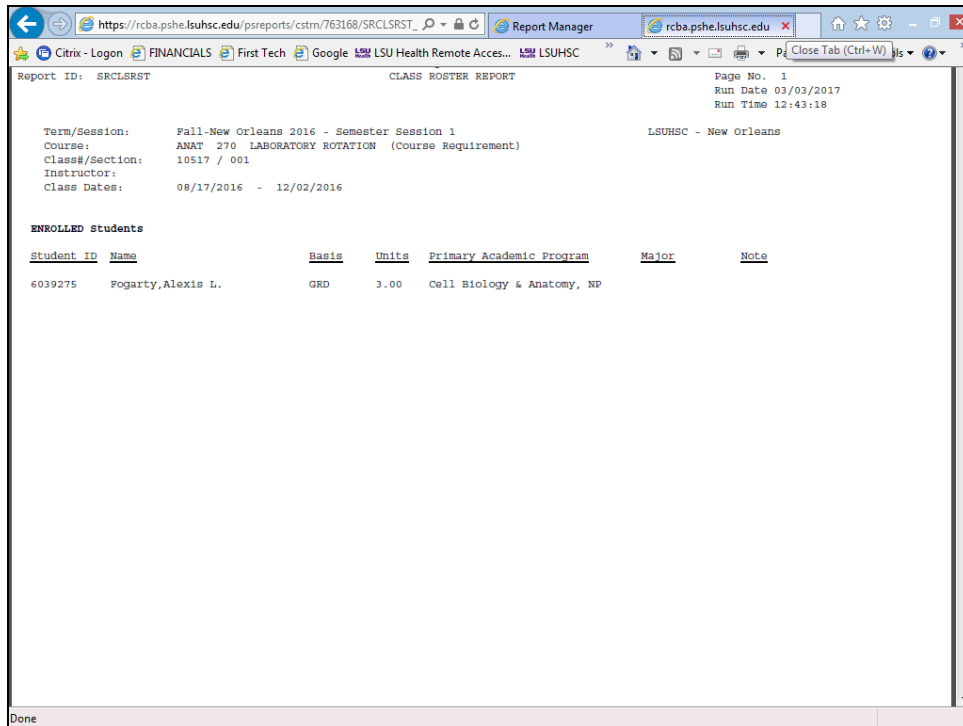 https://rcba.pshe.lsuhsc.edu/psreports/cstrn/763168/SRCLSRST_
Report Manager
rcba.pshe.lsuhsc.edu
Citrix - Logon FINANCIALS First Tech Google LSU Health Remote Acces... LSUHSC
Close Tab (Ctrl+W)
Report ID: SRCLSRST CLASS ROSTER REPORT Page No. 1
Run Date 03/03/2017
Run Time 12:43:18
Term/Session: Fall-New Orleans 2016 - Semester Session 1 LSUHSC - New Orleans
Course: ANAT 270 LABORATORY ROTATION (Course Requirement)
Class#/Section: 10517 / 001
Instructor:
Class Dates: 08/17/2016 - 12/02/2016
ENROLLED Students
Student ID Name Basis Units Primary Academic Program Major Note
6039275 Fogarty,Alexis L. GRD 3.00 Cell Biology & Anatomy, NP
Done